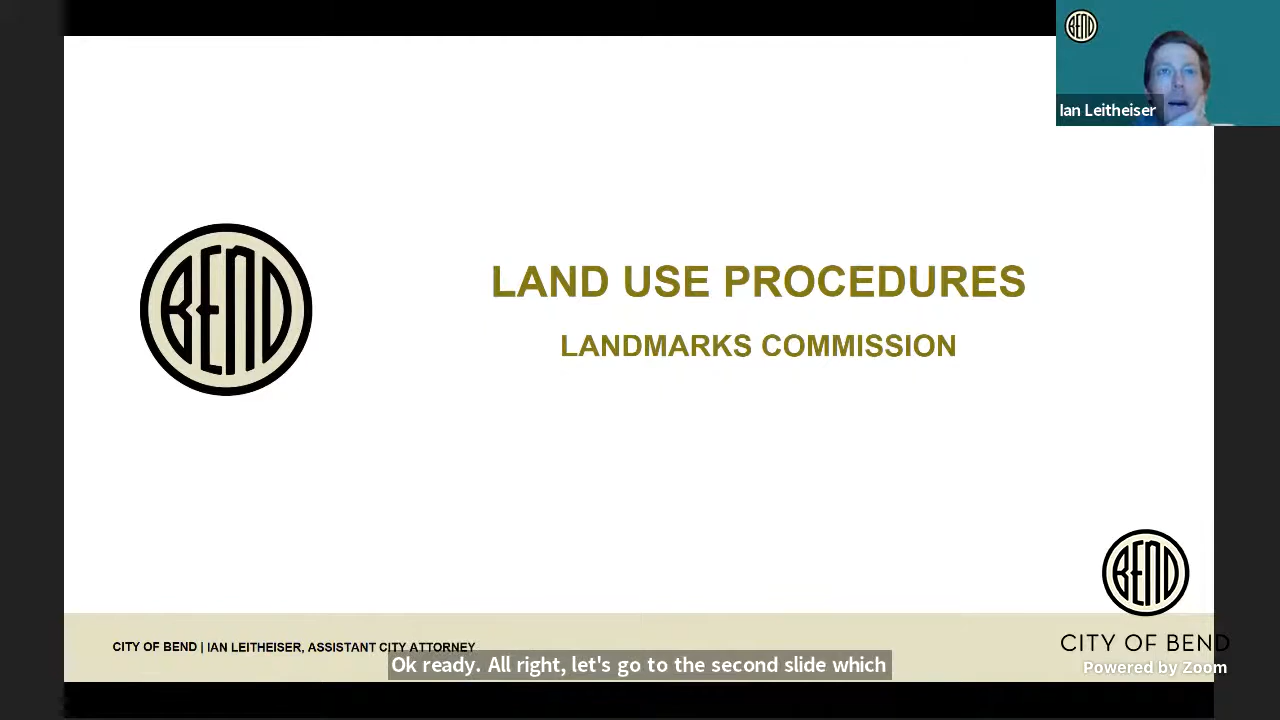 BEND
Ian Leitheiser
BEND
LAND USE PROCEDURES
LANDMARKS COMMISSION
BEND
CITY OF BEND
CITY OF BEND | IAN LEITHEISER, ASSISTANT CITY ATTORNEY
Ok ready. All right, let's go to the second slide which
Powered by Zoom